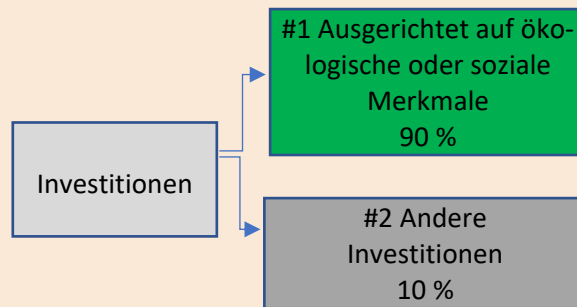 #1 Ausgerichtet auf öko-
logische oder soziale
Merkmale
90 %
Investitionen
#2 Andere
Investitionen
10 %